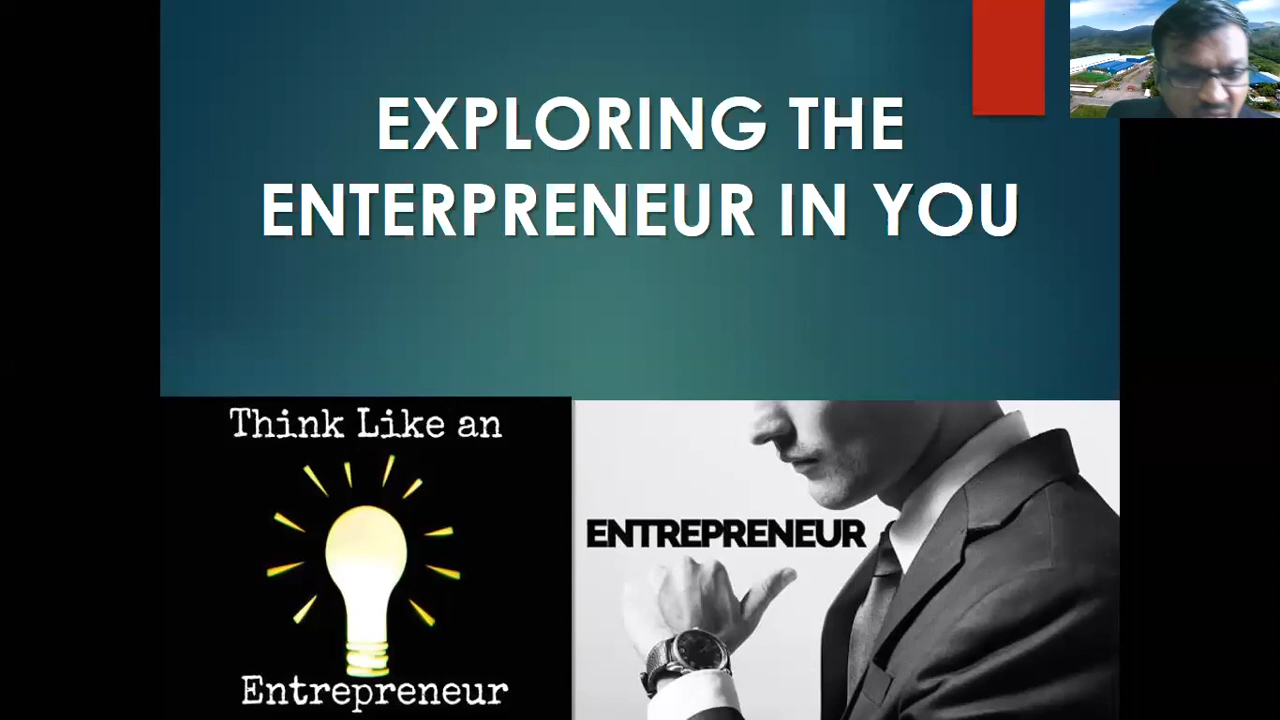 EXPLORING THE
ENTERPRENEUR IN YOU
Think Like an
Entrepreneur
ENTREPRENEUR